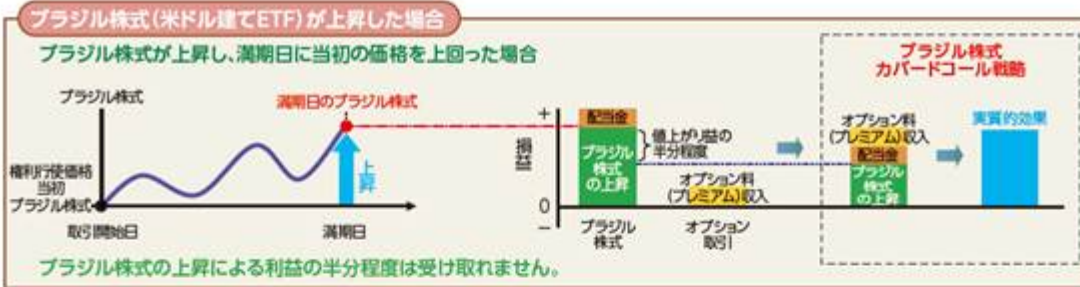 ブラジル株式(米ドル建てETF)が上昇した場合
ブラジル株式が上昇し、満期日に当初の価格を上回った場合
ブラジル株式
満期日のブラジル株式
権利行使価格
当初
ブラジル株式
上昇
取引開始日
満期日
損益
+
0
−
配当金
ブラジル
株式
の上昇
値上がり益の
半分程度
オプション料
(プレミアム)収入
ブラジル
株式
オプション
取引
ブラジル株式
カバードコール戦略
オプション料
(プレミアム)収入
配当金
ブラジル
株式
の上昇
実質的効果
ブラジル株式の上昇による利益の半分程度は受け取れません。